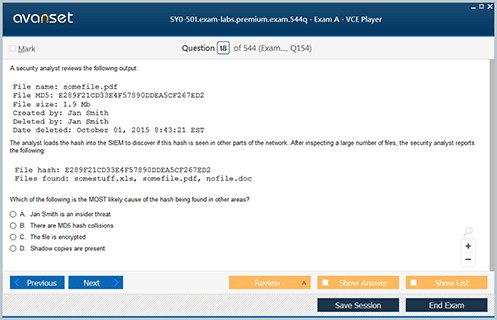 avanset
SY0-501.exam-labs.premium.exam.544q - Exam A - VCE Player
Mark
Question 18 of 544 (Exam..., Q154)
A security analyst reviews the following output:
File name: somefile.pdf
File MD5: E289F21CD33E4F57890DDEA5CF267ED2
File size: 1.9 Mb
Created by: Jan Smith
Deleted by: Jan Smith
Date deleted: October 01, 2015 8:43:21 EST
The analyst loads the hash into the SIEM to discover if this hash is seen in other parts of the network. After inspecting a large number of files, the security analyst reports
the following:
File hash: E289F21CD33E4F57890DDEA5CF267ED2
Files found: somestuff.xls, somefile.pdf, nofile.doc
Which of the following is the MOST likely cause of the hash being found in other areas?
A. Jan Smith is an insider threat
B. There are MD5 hash collisions
C. The file is encrypted
D. Shadow copies are present
+
−
Previous
Next
Review
Show Answer
Show List
Save Session
End Exam